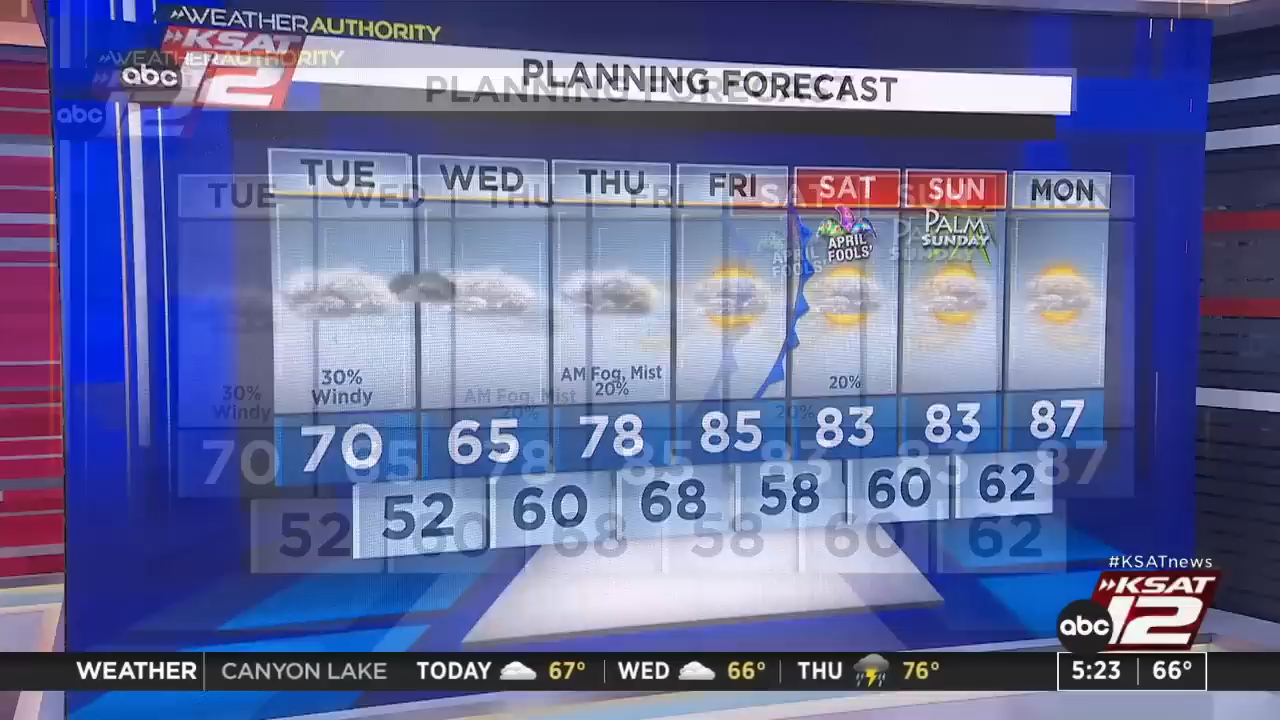 WEATHERAUTHORITY
KSAT
abc 12
PLANNING FORECAST
TUE WED THU FRI SAT SUN MON
APRIL FOOLS' PALM SUNDAY
30% Windy
AM Fog, Mist 20%
20%
70 65 78 85 83 83 87
52 60 68 58 60 62
#KSATnews
KSAT
abc 12
WEATHER CANYON LAKE TODAY 67° WED 66° THU 76° 5:23 66°